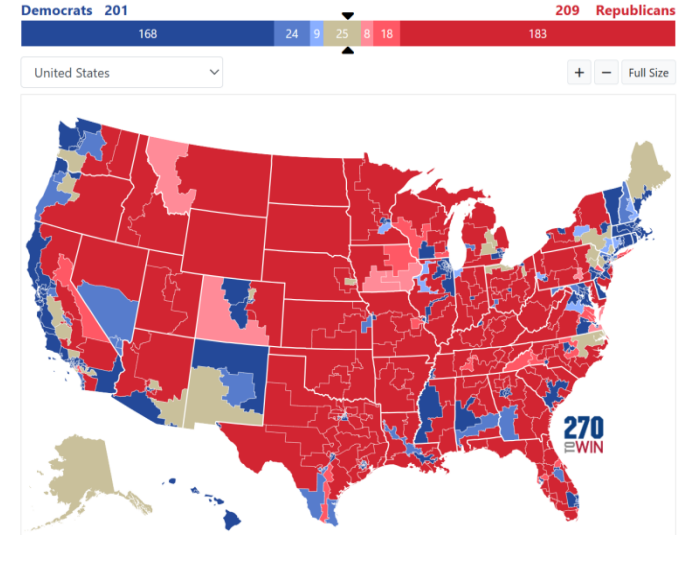 Democrats 201 209 Republicans
168 24 9 25 8 18 183
United States + − Full Size
270
TO WIN